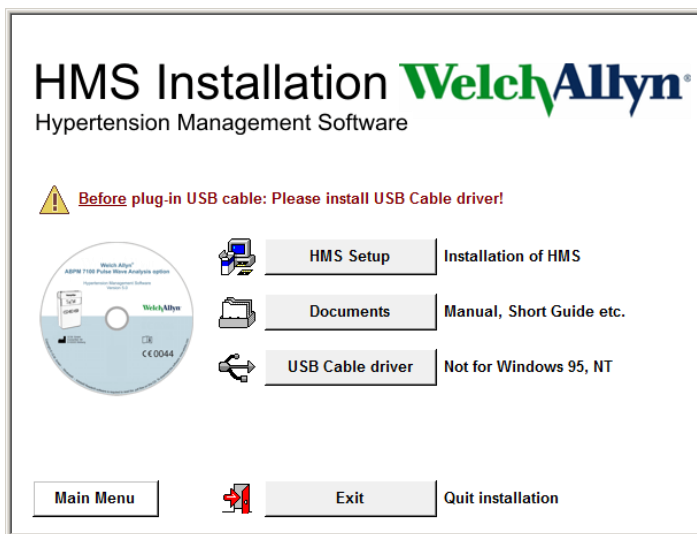 HMS Installation WelchAllyn®
Hypertension Management Software
Before plug-in USB cable: Please install USB Cable driver!
Welch Allyn®
ABPM 7100 Pulse Wave Analysis option
Hypertension Management Software
WelchAllyn
CE 0044
HMS Setup Installation of HMS
Documents Manual, Short Guide etc.
USB Cable driver Not for Windows 95, NT
Main Menu Exit Quit installation